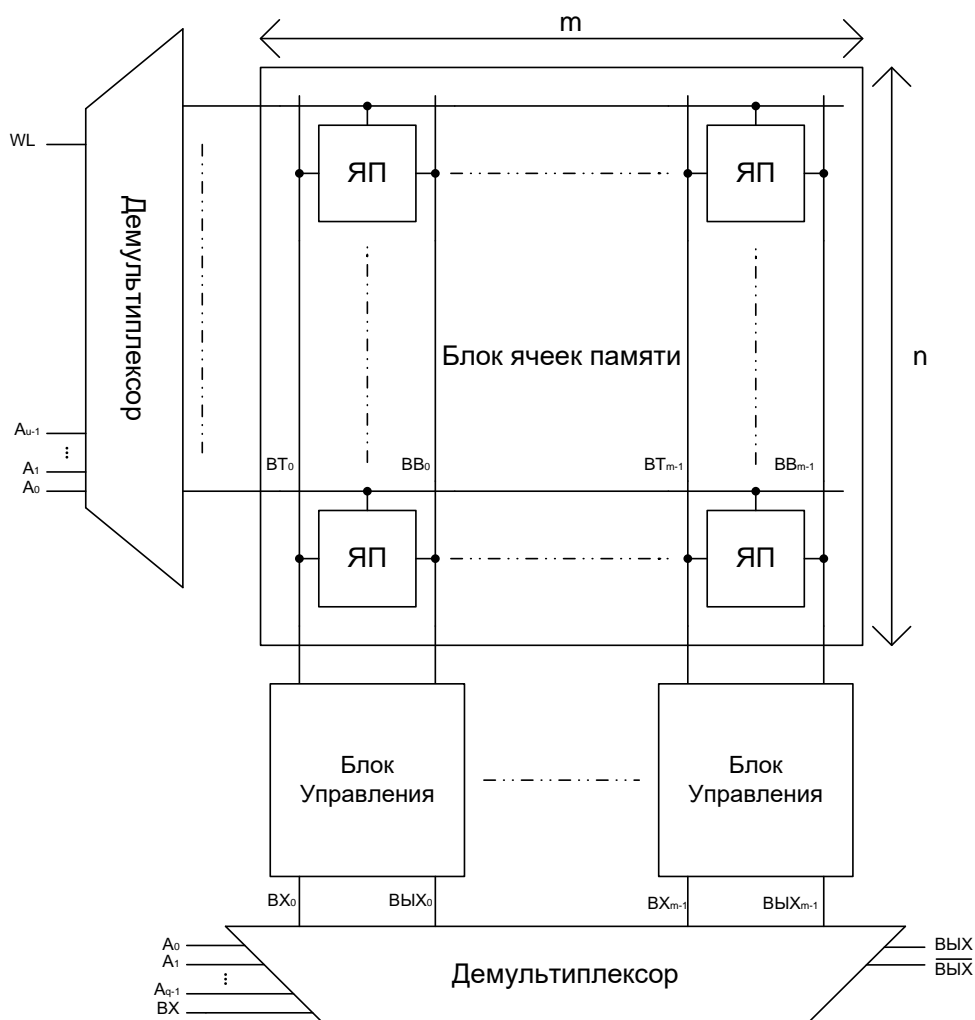 m
WL
ЯП
ЯП
Демультиплексор
Блок ячеек памяти
n
Au-1
⋮
A1
A0
BT0
BB0
BTm-1
BBm-1
ЯП
ЯП
Блок
Управления
Блок
Управления
ВХ0
ВЫХ0
ВХm-1
ВЫХm-1
A0
A1
⋮
Aq-1
ВХ
Демультиплексор
ВЫХ
ВЫХ